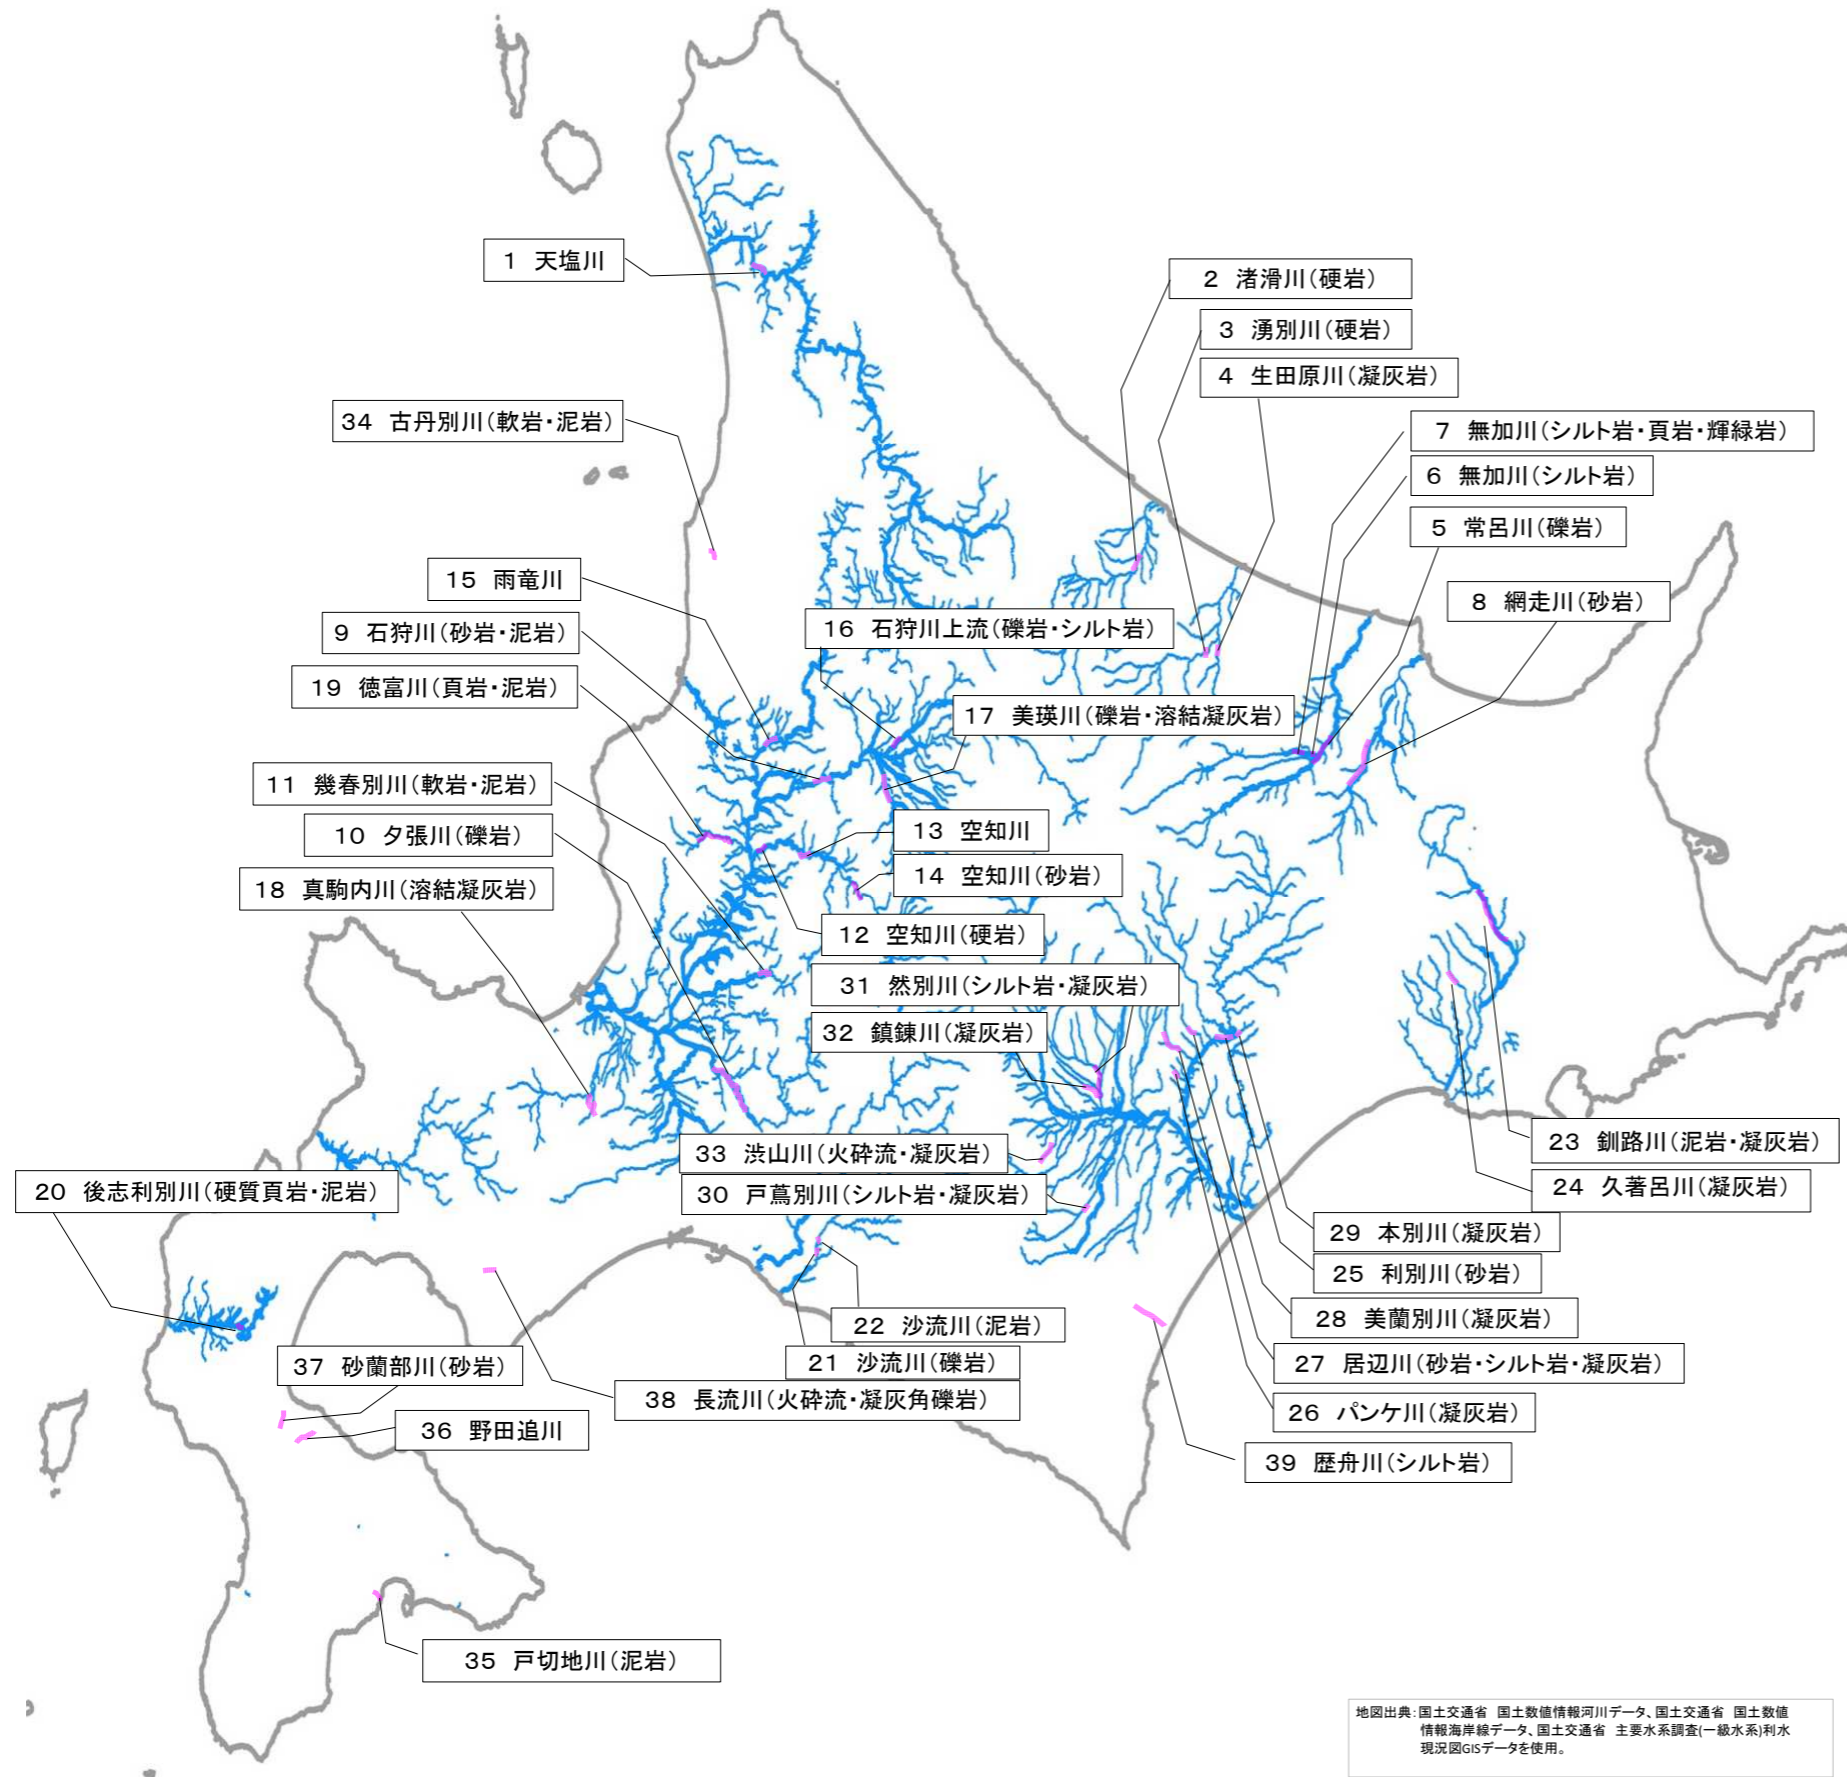 1 天塩川
2 渚滑川(硬岩)
3 湧別川(硬岩)
4 生田原川(凝灰岩)
34 古丹別川(軟岩・泥岩)
7 無加川(シルト岩・頁岩・輝緑岩)
6 無加川(シルト岩)
5 常呂川(礫岩)
15 雨竜川
8 網走川(砂岩)
9 石狩川(砂岩・泥岩)
16 石狩川上流(礫岩・シルト岩)
19 徳富川(頁岩・泥岩)
17 美瑛川(礫岩・溶結凝灰岩)
11 幾春別川(軟岩・泥岩)
13 空知川
10 夕張川(礫岩)
14 空知川(砂岩)
18 真駒内川(溶結凝灰岩)
12 空知川(硬岩)
31 然別川(シルト岩・凝灰岩)
32 鎮錬川(凝灰岩)
23 釧路川(泥岩・凝灰岩)
33 渋山川(火砕流・凝灰岩)
24 久著呂川(凝灰岩)
20 後志利別川(硬質頁岩・泥岩)
30 戸蔦別川(シルト岩・凝灰岩)
29 本別川(凝灰岩)
25 利別川(砂岩)
28 美蘭別川(凝灰岩)
22 沙流川(泥岩)
21 沙流川(礫岩)
27 居辺川(砂岩・シルト岩・凝灰岩)
37 砂蘭部川(砂岩)
38 長流川(火砕流・凝灰角礫岩)
26 パンケ川(凝灰岩)
36 野田追川
39 歴舟川(シルト岩)
35 戸切地川(泥岩)
地図出典:国土交通省 国土数値情報河川データ、国土交通省 国土数値
情報海岸線データ、国土交通省 主要水系調査(一級水系)利水
現況図GISデータを使用。